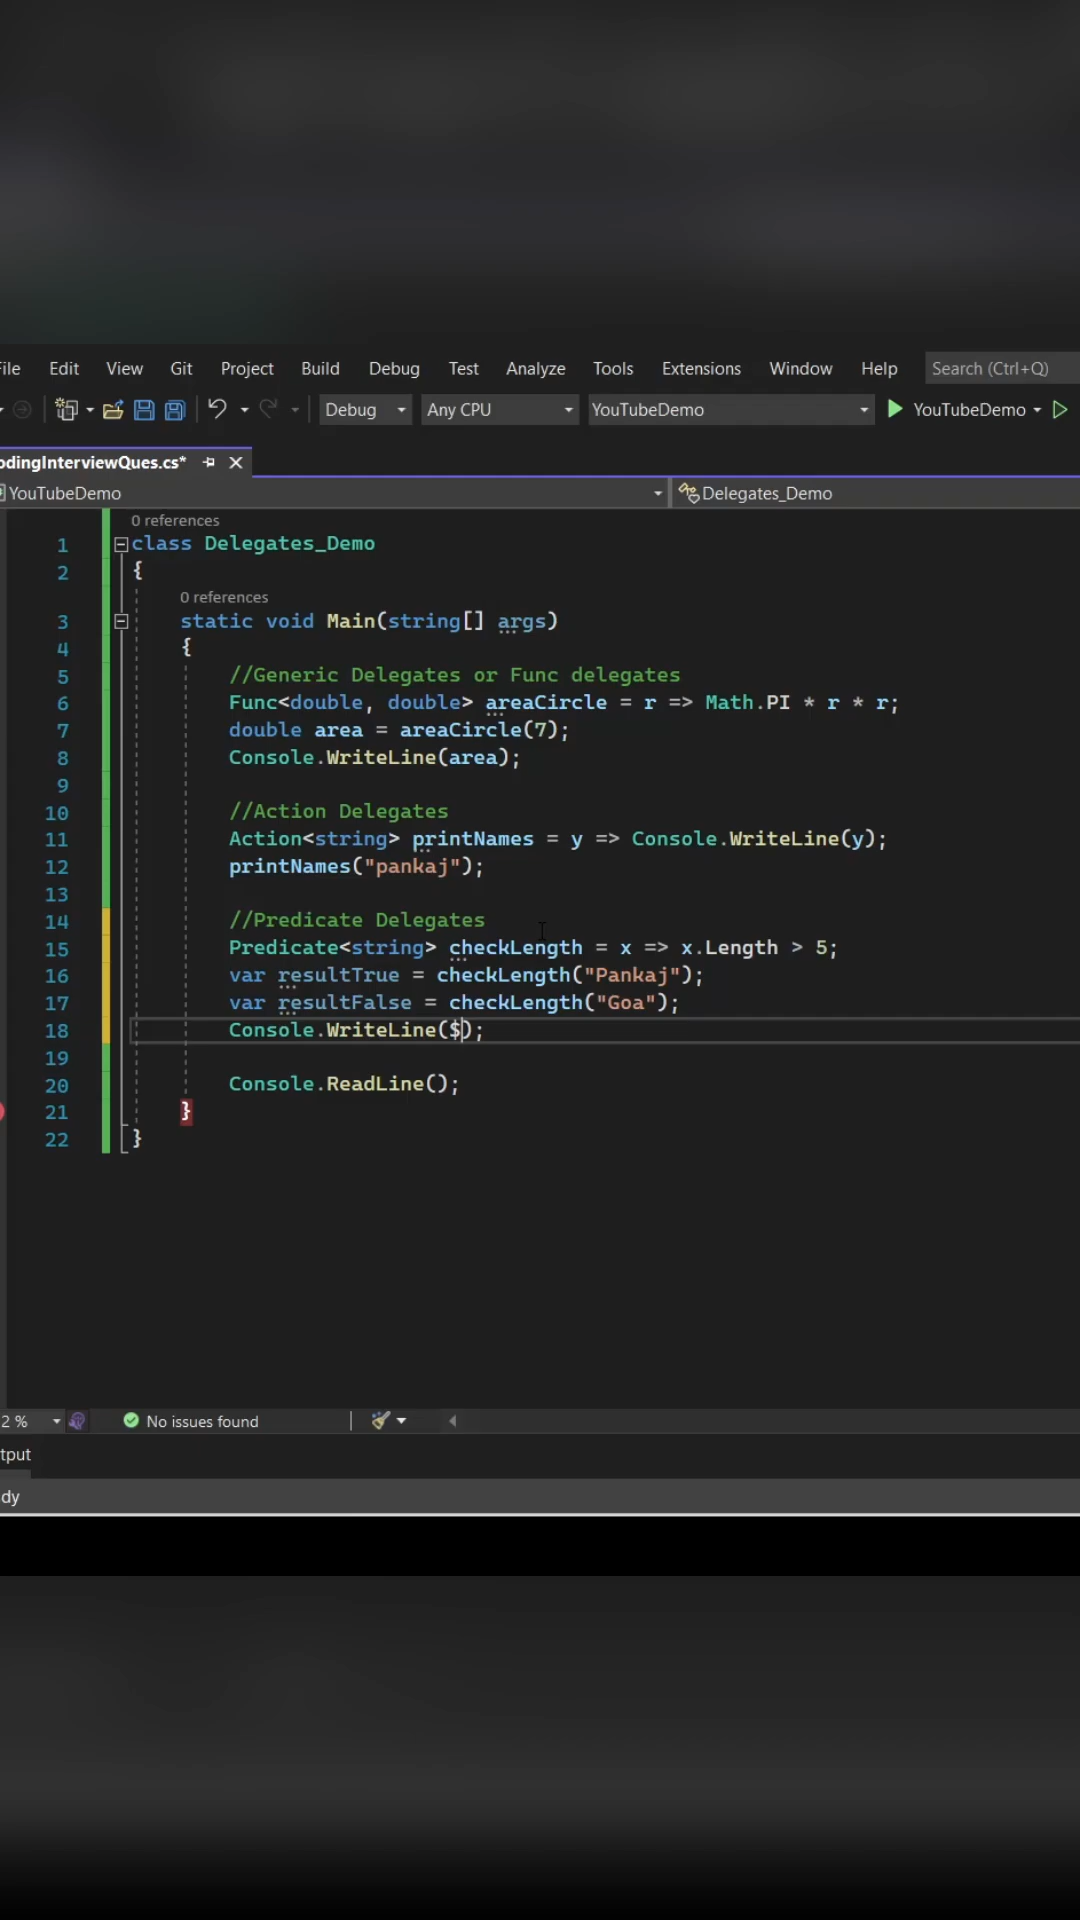 File Edit View Git Project Build Debug Test Analyze Tools Extensions Window Help Search (Ctrl+Q)
Debug Any CPU YouTubeDemo YouTubeDemo
odingInterviewQues.cs*
YouTubeDemo Delegates_Demo
0 references
1 class Delegates_Demo
2 {
0 references
3 static void Main(string[] args)
4 {
5 //Generic Delegates or Func delegates
6 Func<double, double> areaCircle = r => Math.PI * r * r;
7 double area = areaCircle(7);
8 Console.WriteLine(area);
9
10 //Action Delegates
11 Action<string> printNames = y => Console.WriteLine(y);
12 printNames("pankaj");
13
14 //Predicate Delegates
15 Predicate<string> checkLength = x => x.Length > 5;
16 var resultTrue = checkLength("Pankaj");
17 var resultFalse = checkLength("Goa");
18 Console.WriteLine($);
19
20 Console.ReadLine();
21 }
22 }
2 % No issues found
tput
dy